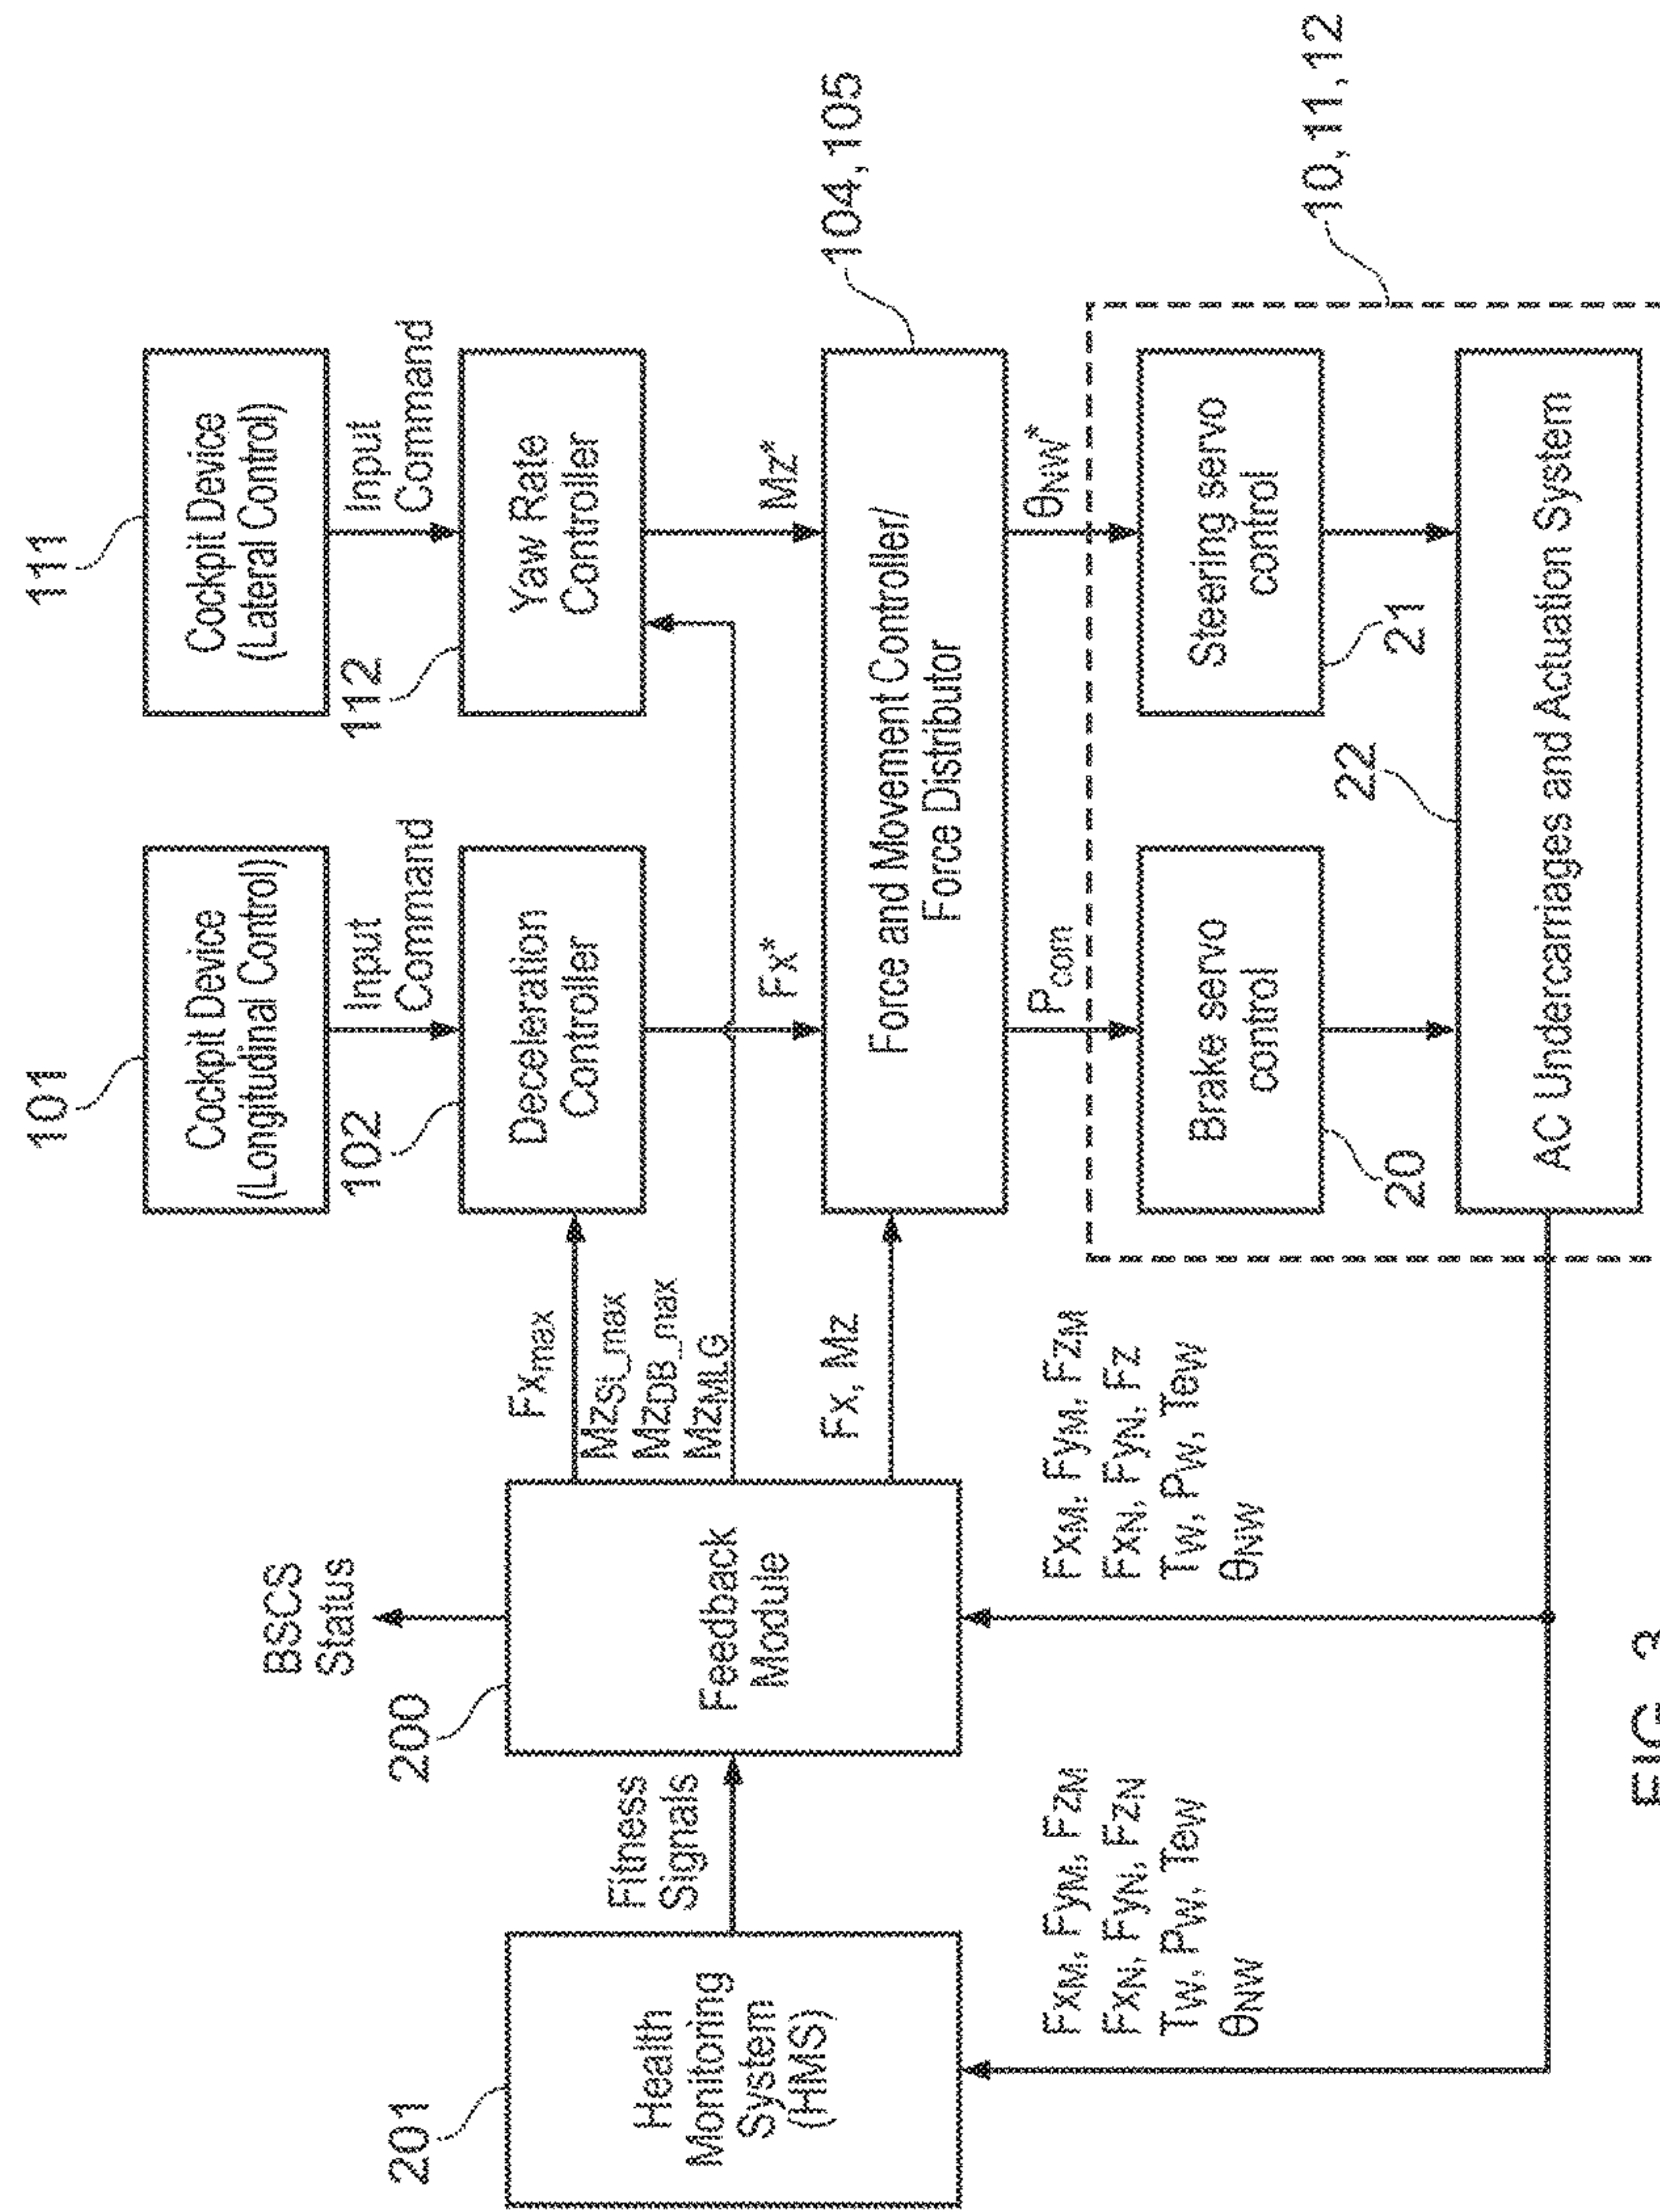 101
Cockpit Device
(Longitudinal Control)
111
Cockpit Device
(Lateral Control)
Input
Command
Input
Command
BSCS
Status
102
Deceleration
Controller
112
Yaw Rate
Controller
201
Health
Monitoring
System
(HMS)
Fitness
Signals
200
Feedback
Module
Fxmax
MzSt_max
MzDB_max
MzMLG
Fx, Mz
Fx*
Mz*
104,105
Force and Movement Controller/
Force Distributor
Pcom
θNW*
FxM, FyM, FzM
FxN, FyN, FzN
Tw, Pw, Tew
θNW
FxM, FyM, FzM
FxN, FyN, Fz
Tw, Pw, Tew
θNW
10,11,12
Brake servo
control
20
Steering servo
control
21
22
AC Undercarriages and Actuation System
FIG. 3